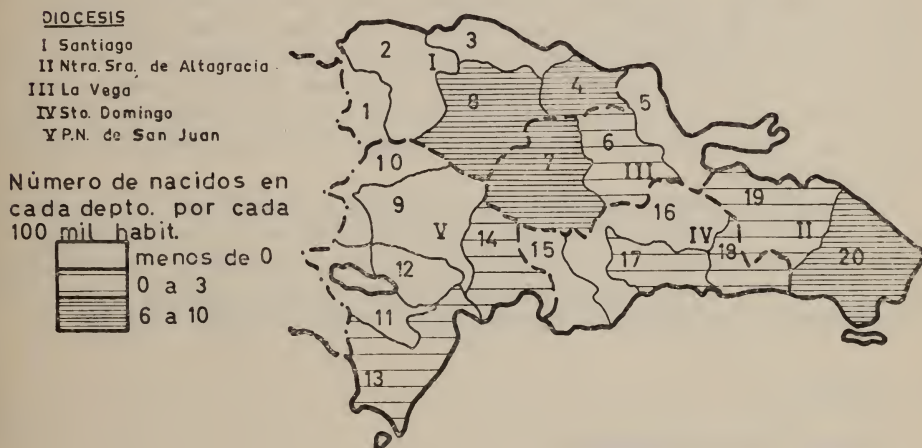 DIOCESIS
I Santiago
II Ntra. Sra. de Altagracia
III La Vega
IV Sto. Domingo
V P.N. de San Juan
Número de nacidos en
cada depto. por cada
100 mil habit.
menos de 0
0 a 3
6 a 10
3
2
I
4
8
5
1
6
7
10
III
19
9
16
V
14
15
IV
II
17
18
20
12
11
13